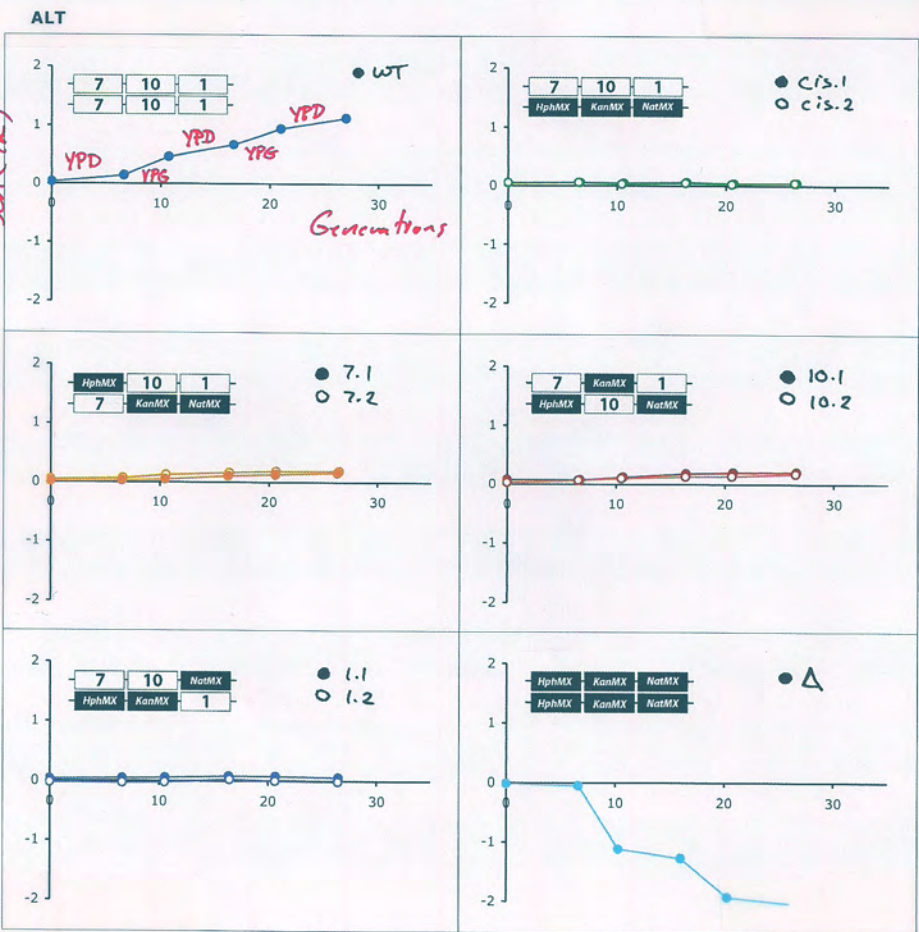 ALT
2
7 10 1
7 10 1
WT
1
YPD
YPG
YPD
YPG
YPD
0
0 10 20 30
Generations
-1
-2
2
7 10 1
HphMX KanMX NatMX
cis.1
cis.2
1
0
0 10 20 30
-1
-2
2
HphMX 10 1
7 KanMX NatMX
7.1
7.2
1
0
0 10 20 30
-1
-2
2
7 KanMX 1
HphMX 10 NatMX
10.1
10.2
1
0
0 10 20 30
-1
-2
2
7 10 NatMX
HphMX KanMX 1
1.1
1.2
1
0
0 10 20 30
-1
-2
2
HphMX KanMX NatMX
HphMX KanMX NatMX
Δ
1
0
0 10 20 30
-1
-2